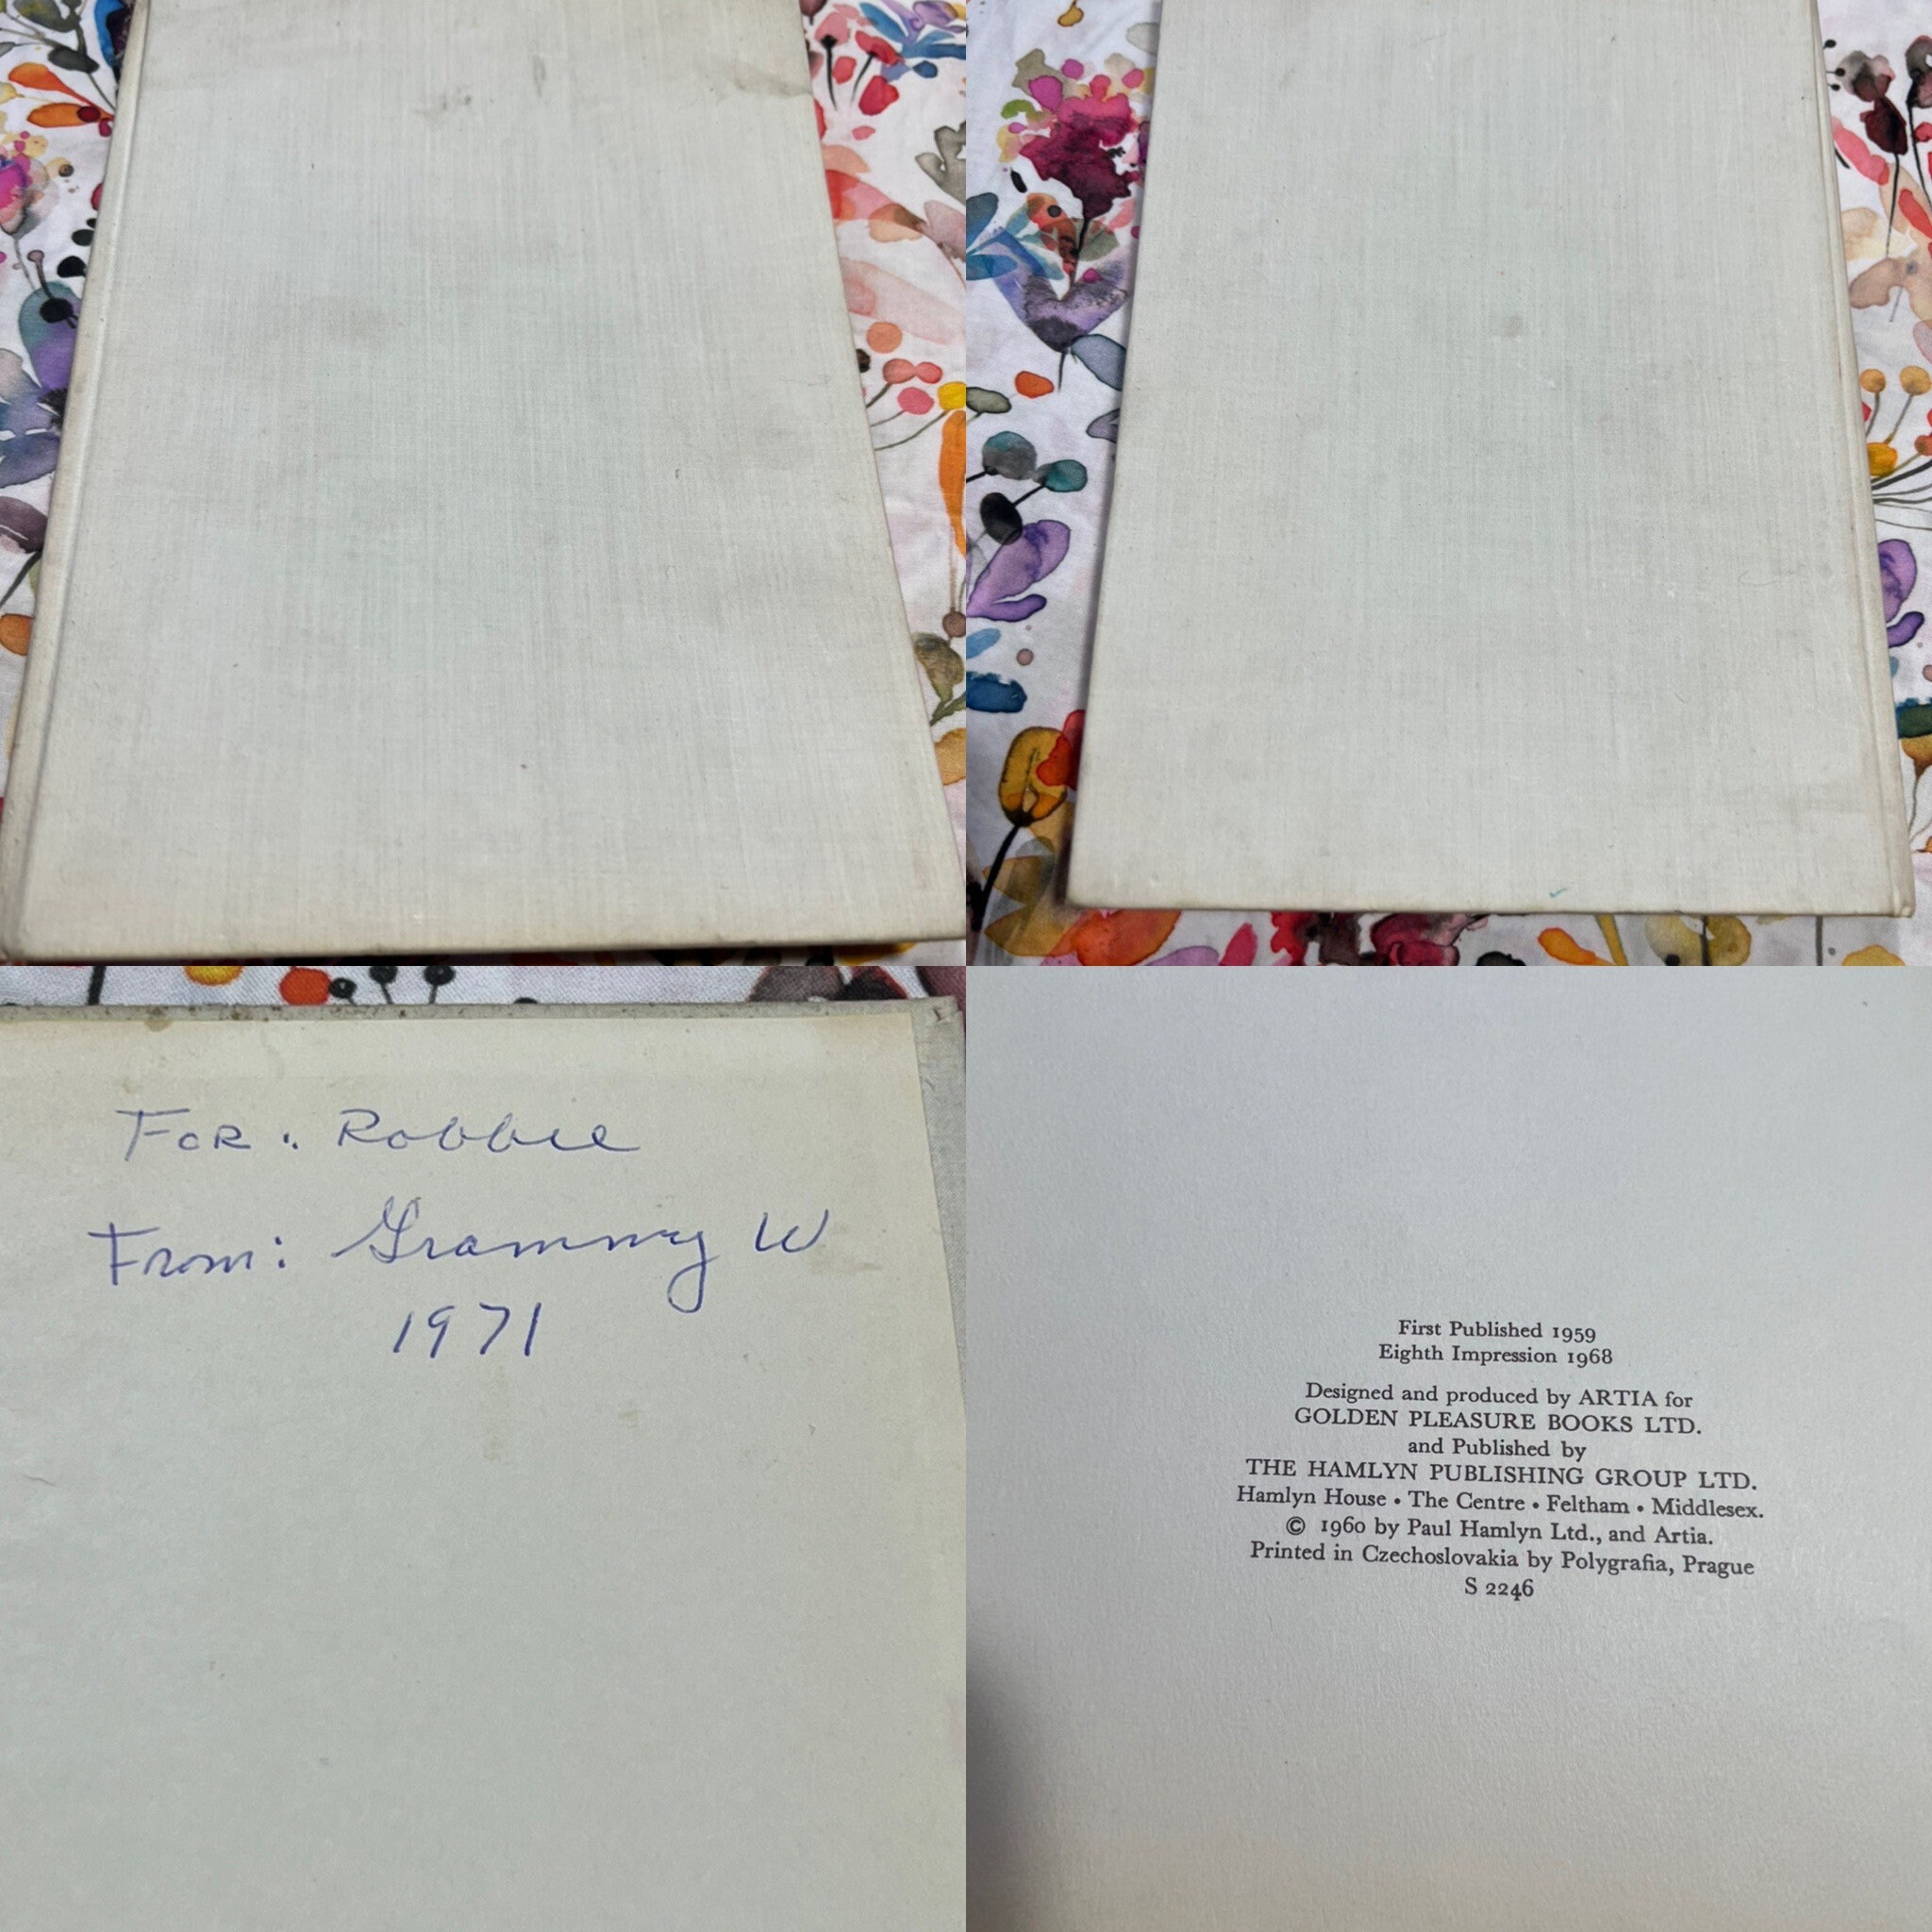 For: Robbie
From: Grammy W
1971
First Published 1959
Eighth Impression 1968
Designed and produced by ARTIA for
GOLDEN PLEASURE BOOKS LTD.
and Published by
THE HAMLYN PUBLISHING GROUP LTD.
Hamlyn House • The Centre • Feltham • Middlesex.
© 1960 by Paul Hamlyn Ltd., and Artia.
Printed in Czechoslovakia by Polygrafia, Prague
S 2246